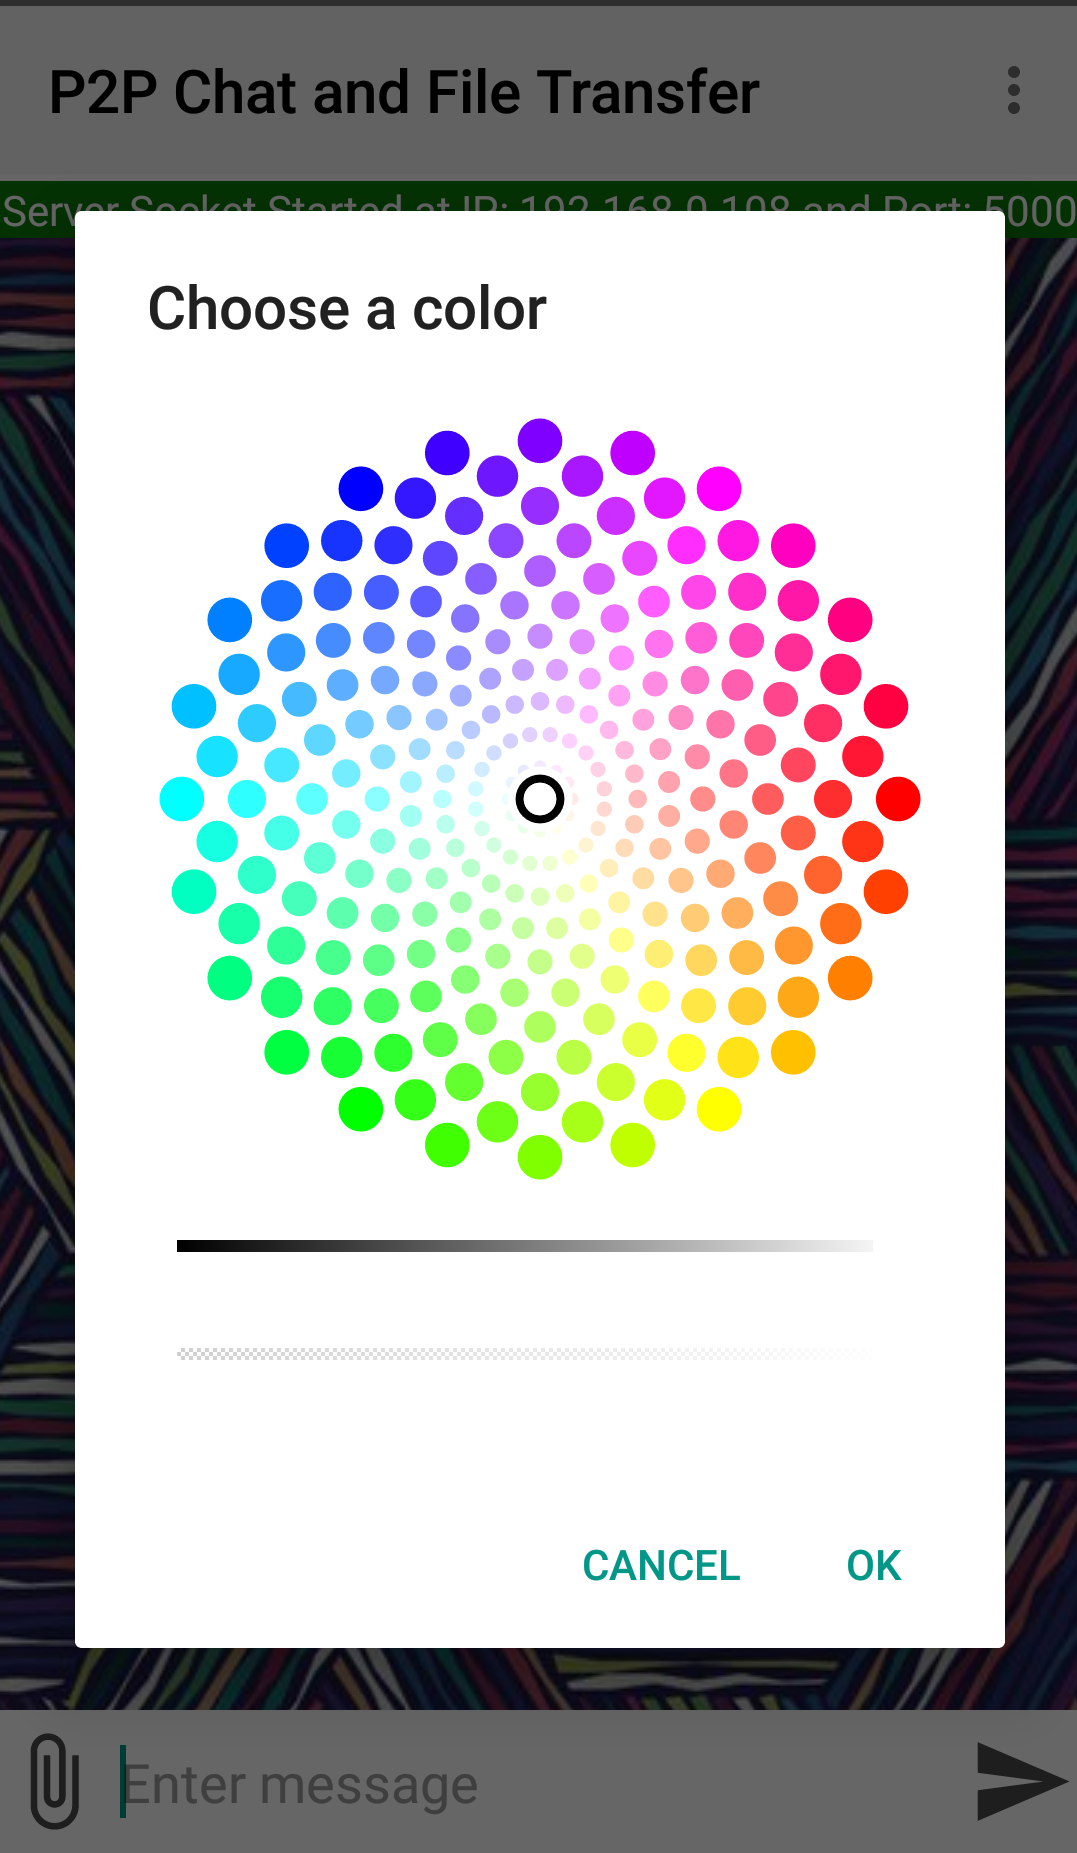 P2P Chat and File Transfer
Server Socket Started at IP: 192.168.0.108 and Port: 5000
Choose a color
CANCEL OK
Enter message